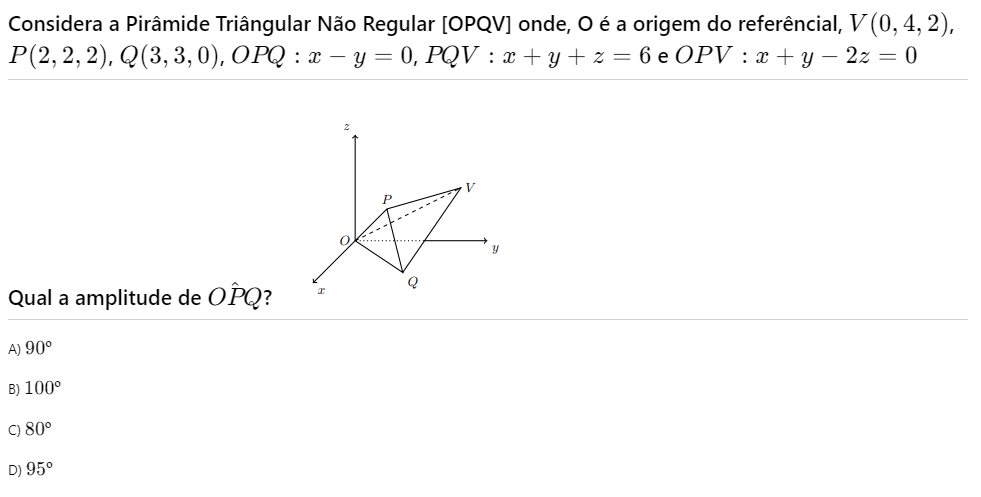 Considera a Pirâmide Triângular Não Regular [OPQV] onde, O é a origem do referêncial, V(0, 4, 2),
P(2, 2, 2), Q(3, 3, 0), OPQ : x − y = 0, PQV : x + y + z = 6 e OPV : x + y − 2z = 0
z
P
V
O
y
Q
x
Qual a amplitude de OP̂Q?
A) 90°
B) 100°
C) 80°
D) 95°